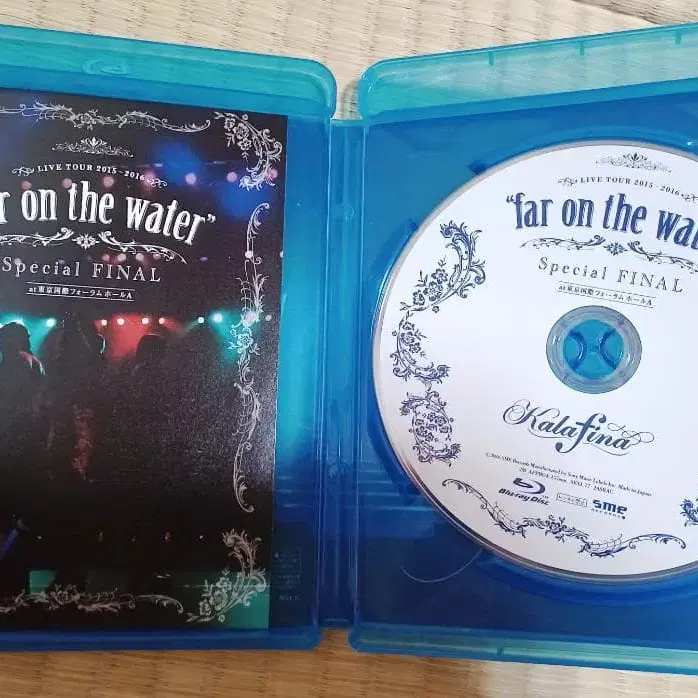 LIVE TOUR 2015~2016
r on the water"
Special FINAL
at 東京国際フォーラム ホールA
LIVE TOUR 2015~2016
"far on the wa
Special FINAL
at 東京国際フォーラム ホールA
Kalafina
Blu-ray Disc
sme